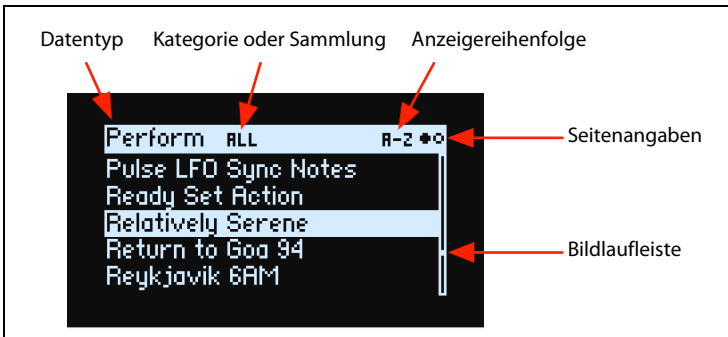 Datentyp Kategorie oder Sammlung Anzeigereihenfolge
Perform ALL A-Z
Seitenangaben
Pulse LFO Sync Notes
Ready Set Action
Relatively Serene
Return to Goa 94
Bildlaufleiste
Reykjavik 6AM